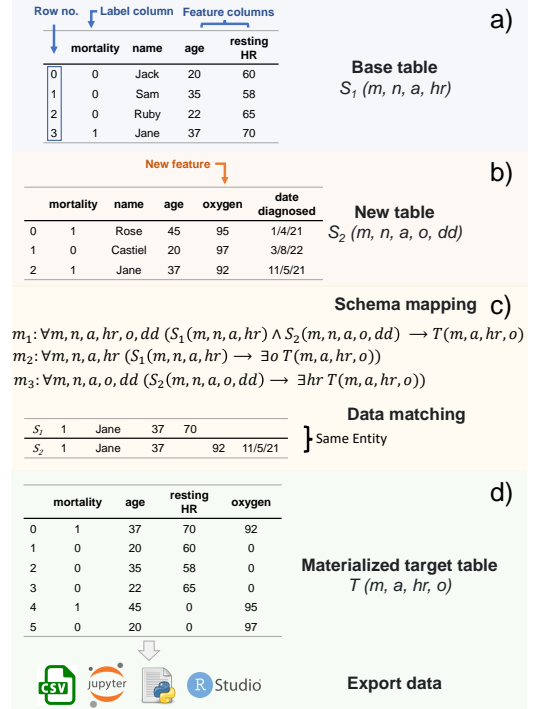 Row no. Label column Feature columns a)
mortality name age resting HR
0 0 Jack 20 60
1 0 Sam 35 58
2 0 Ruby 22 65
3 1 Jane 37 70
Base table
S1 (m, n, a, hr)
New feature b)
mortality name age oxygen date diagnosed
0 1 Rose 45 95 1/4/21
1 0 Castiel 20 97 3/8/22
2 1 Jane 37 92 11/5/21
New table
S2 (m, n, a, o, dd)
Schema mapping c)
m1: ∀m, n, a, hr, o, dd (S1(m, n, a, hr) ∧ S2(m, n, a, o, dd) → T(m, a, hr, o)
m2: ∀m, n, a, hr (S1(m, n, a, hr) → ∃o T(m, a, hr, o))
m3: ∀m, n, a, o, dd (S2(m, n, a, o, dd) → ∃hr T(m, a, hr, o))
Data matching
S1 1 Jane 37 70
S2 1 Jane 37 92 11/5/21
Same Entity
d)
mortality age resting HR oxygen
0 1 37 70 92
1 0 20 60 0
2 0 35 58 0
3 0 22 65 0
4 1 45 0 95
5 0 20 0 97
Materialized target table
T (m, a, hr, o)
CSV jupyter R Studio
Export data